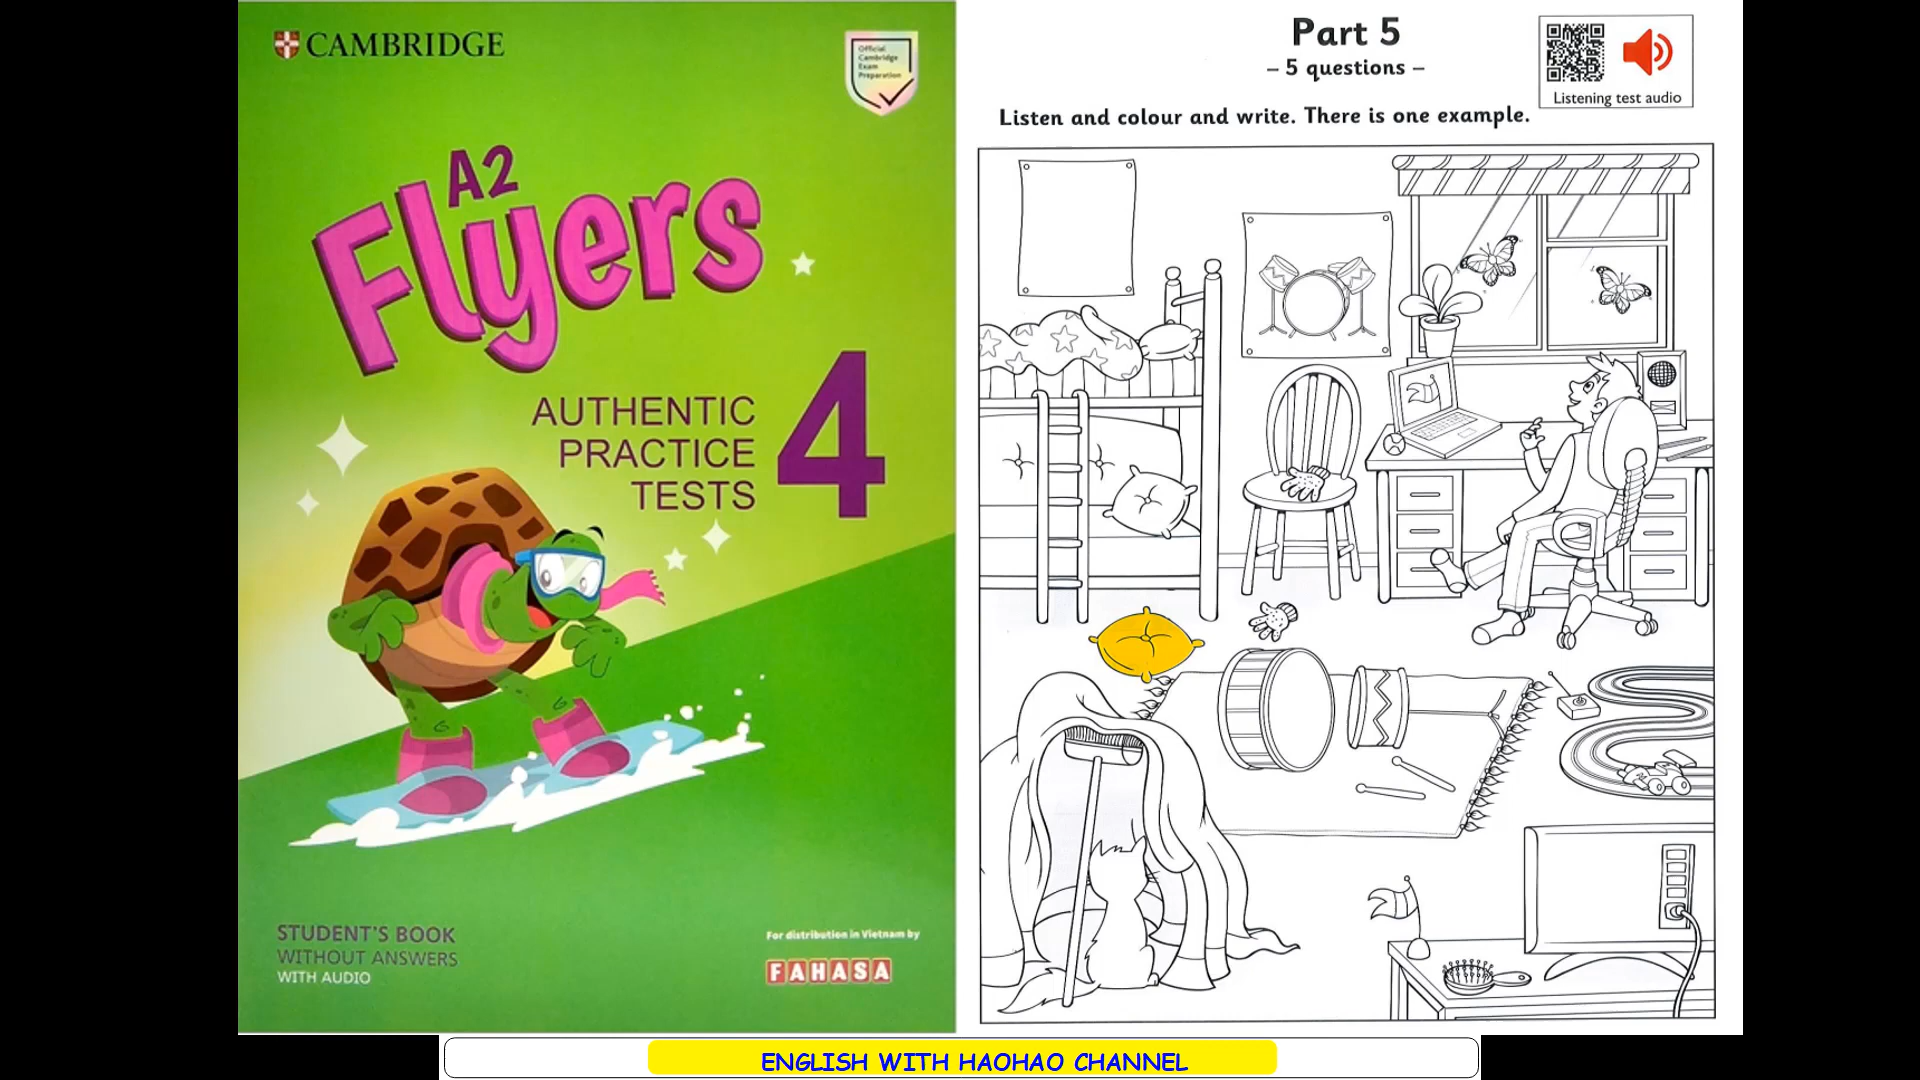 CAMBRIDGE
Official
Cambridge
Exam
Preparation
A2
Flyers
4
AUTHENTIC
PRACTICE
TESTS
STUDENT'S BOOK
WITHOUT ANSWERS
WITH AUDIO
For distribution in Vietnam by
FAHASA
Part 5
– 5 questions –
Listening test audio
Listen and colour and write. There is one example.
ENGLISH WITH HAOHAO CHANNEL